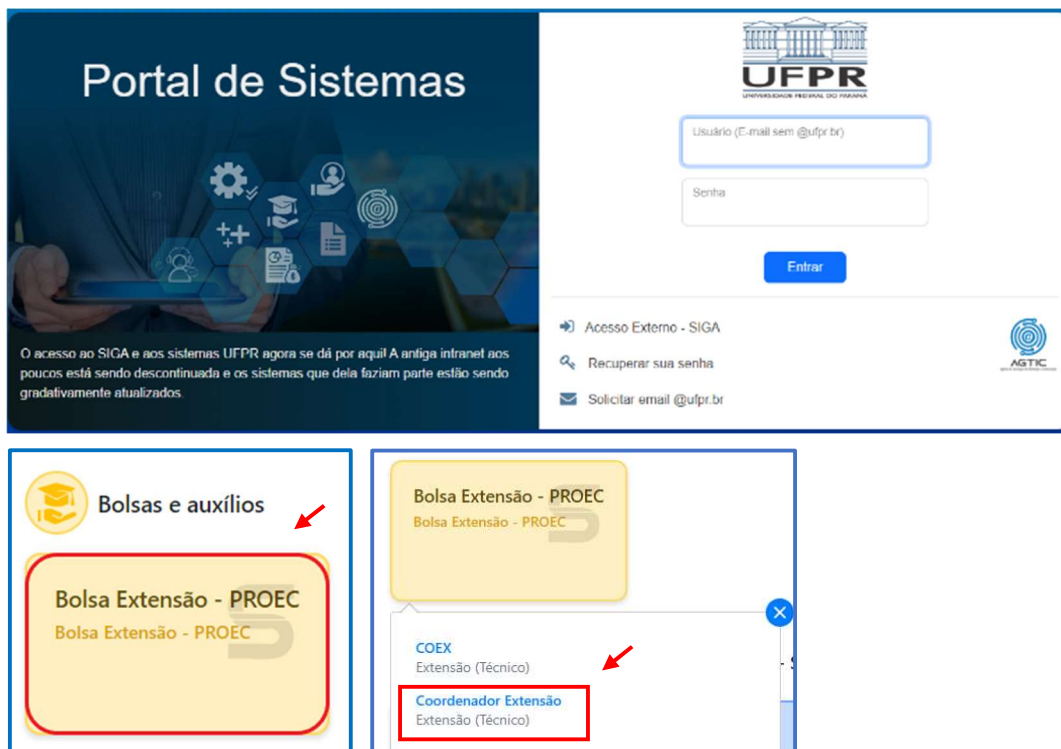 Portal de Sistemas
O acesso ao SIGA e aos sistemas UFPR agora se dá por aqui! A antiga intranet aos
poucos está sendo descontinuada e os sistemas que dela faziam parte estão sendo
gradativamente atualizados.
UFPR
UNIVERSIDADE FEDERAL DO PARANÁ
Usuário (E-mail sem @ufpr.br)
Senha
Entrar
Acesso Externo - SIGA
Recuperar sua senha
Solicitar email @ufpr.br
AGTIC
Bolsas e auxílios
Bolsa Extensão - PROEC
Bolsa Extensão - PROEC
Bolsa Extensão - PROEC
Bolsa Extensão - PROEC
COEX
Extensão (Técnico)
Coordenador Extensão
Extensão (Técnico)